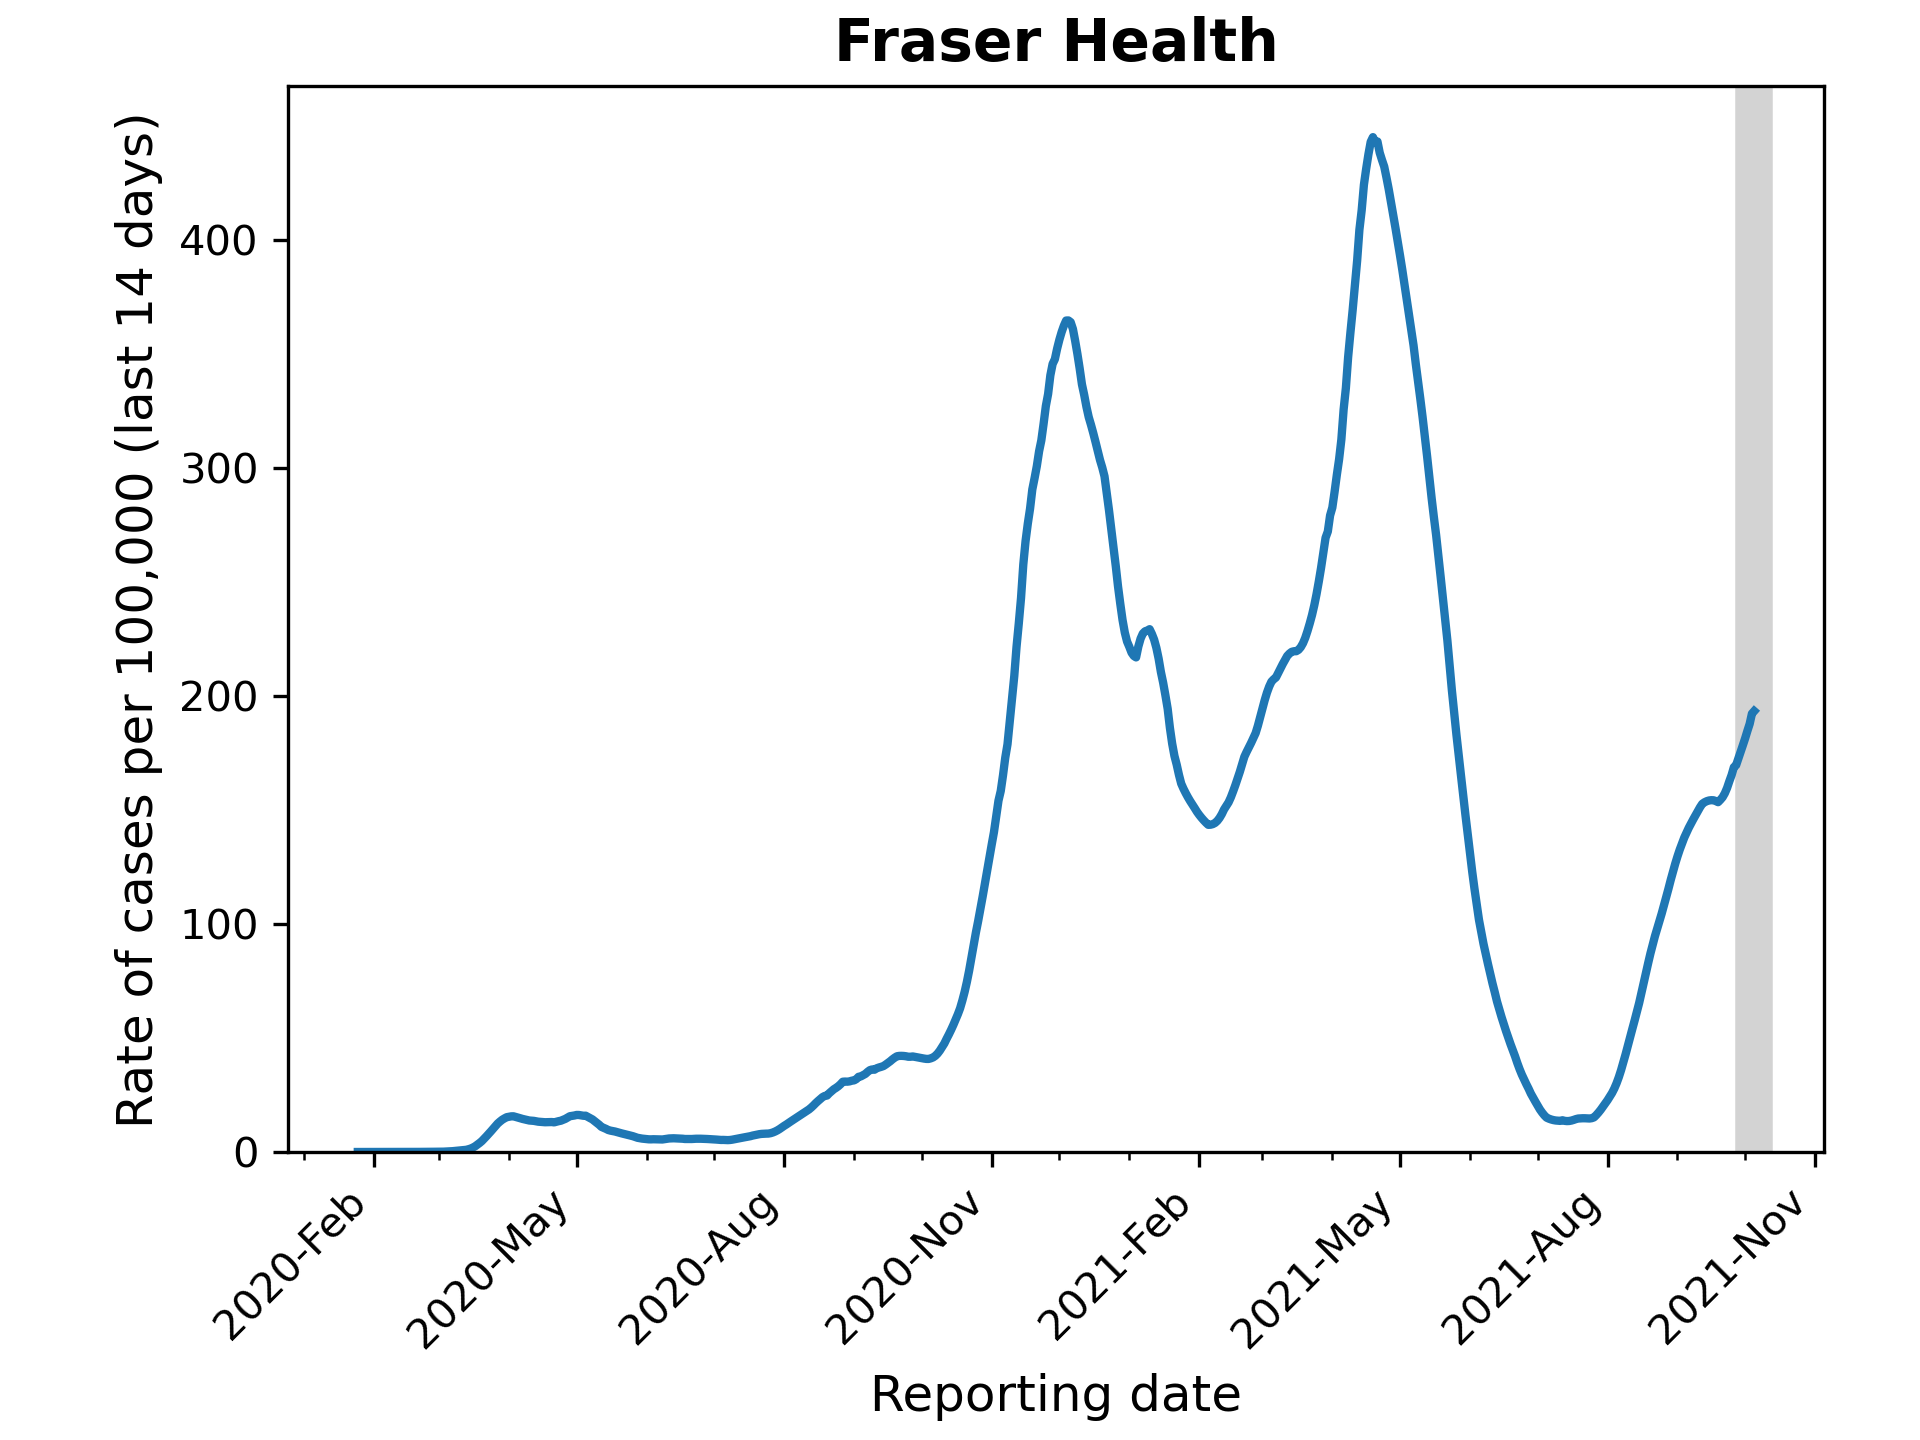 Fraser Health
Rate of cases per 100,000 (last 14 days)
400
300
200
100
0
2020-Feb
2020-May
2020-Aug
2020-Nov
2021-Feb
2021-May
2021-Aug
2021-Nov
Reporting date